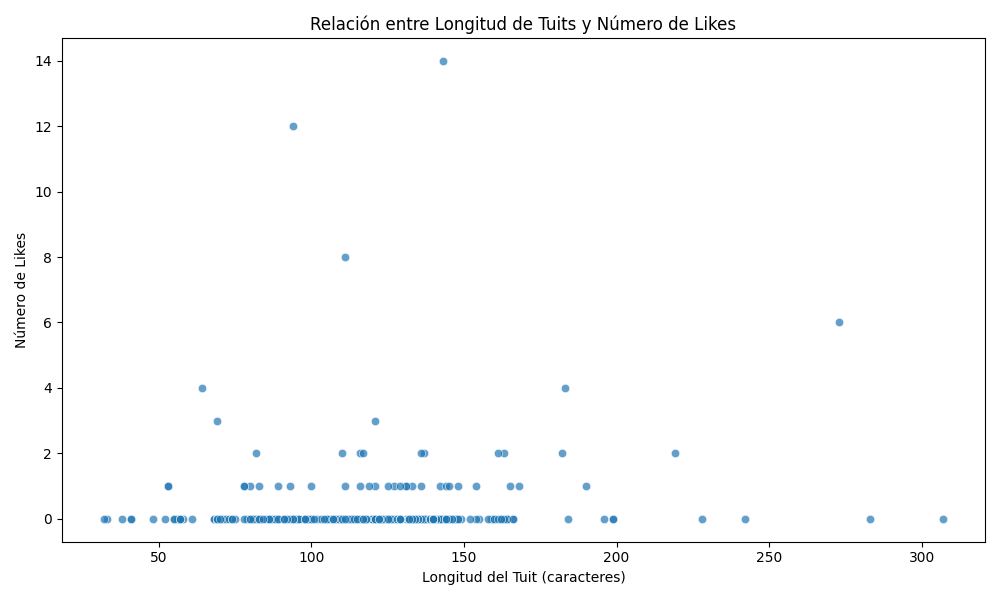 Relación entre Longitud de Tuits y Número de Likes
14
12
10
8
6
4
2
0
Número de Likes
50 100 150 200 250 300
Longitud del Tuit (caracteres)